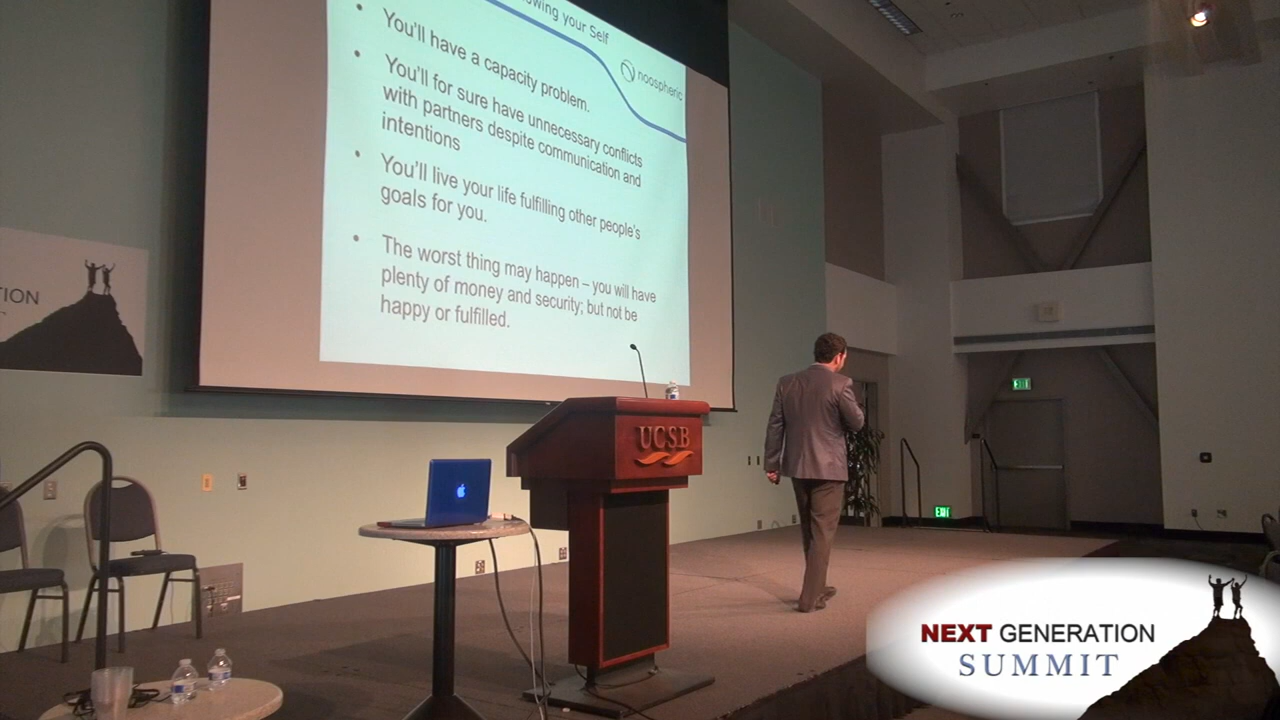 owing your Self
noospheric
• You'll have a capacity problem.
• You'll for sure have unnecessary conflicts
with partners despite communication and
intentions
• You'll live your life fulfilling other people's
goals for you.
• The worst thing may happen – you will have
plenty of money and security; but not be
happy or fulfilled.
TION
UCSB
EXIT
EXIT
NEXT GENERATION
SUMMIT